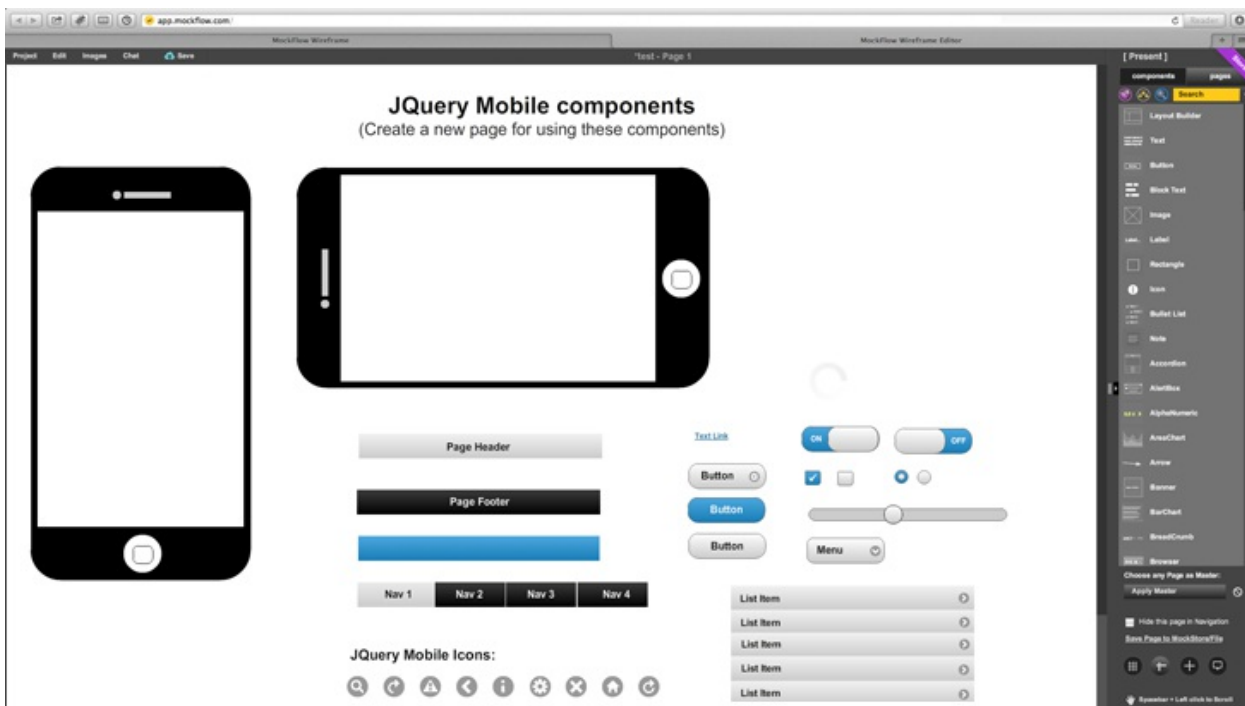 app.mockflow.com/
Reader
MockFlow Wireframe
MockFlow Wireframe Editor
Project Edit Images Chat Save
*test - Page 1
[ Present ]
components pages
Search
Layout Builder
Text
Button
Block Text
Image
Label
Rectangle
Icon
Bullet List
Note
Accordion
AlertBox
AlphaNumeric
AreaChart
Arrow
Banner
BarChart
BreadCrumb
Browser
Choose any Page as Master:
Apply Master
Hide this page in Navigation
Save Page to MockStore/File
Spacebar + Left click to Scroll
JQuery Mobile components
(Create a new page for using these components)
Page Header
Page Footer
Nav 1 Nav 2 Nav 3 Nav 4
JQuery Mobile Icons:
Text Link
ON OFF
Button
Button
Button
Menu
List Item
List Item
List Item
List Item
List Item